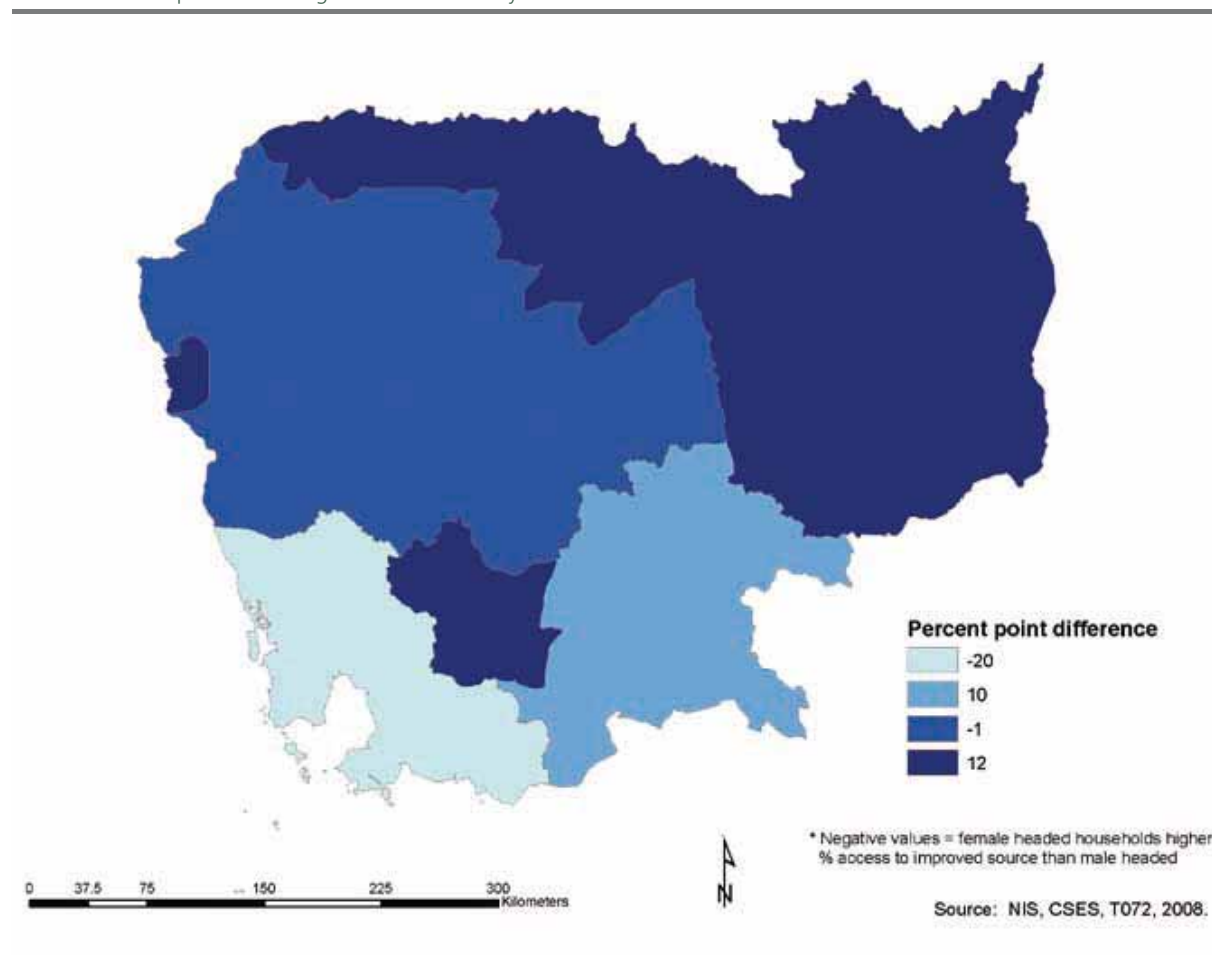 Percent point difference
-20
10
-1
12
* Negative values = female headed households higher
% access to improved source than male headed
0 37.5 75 150 225 300
Kilometers
N
Source: NIS, CSES, T072, 2008.